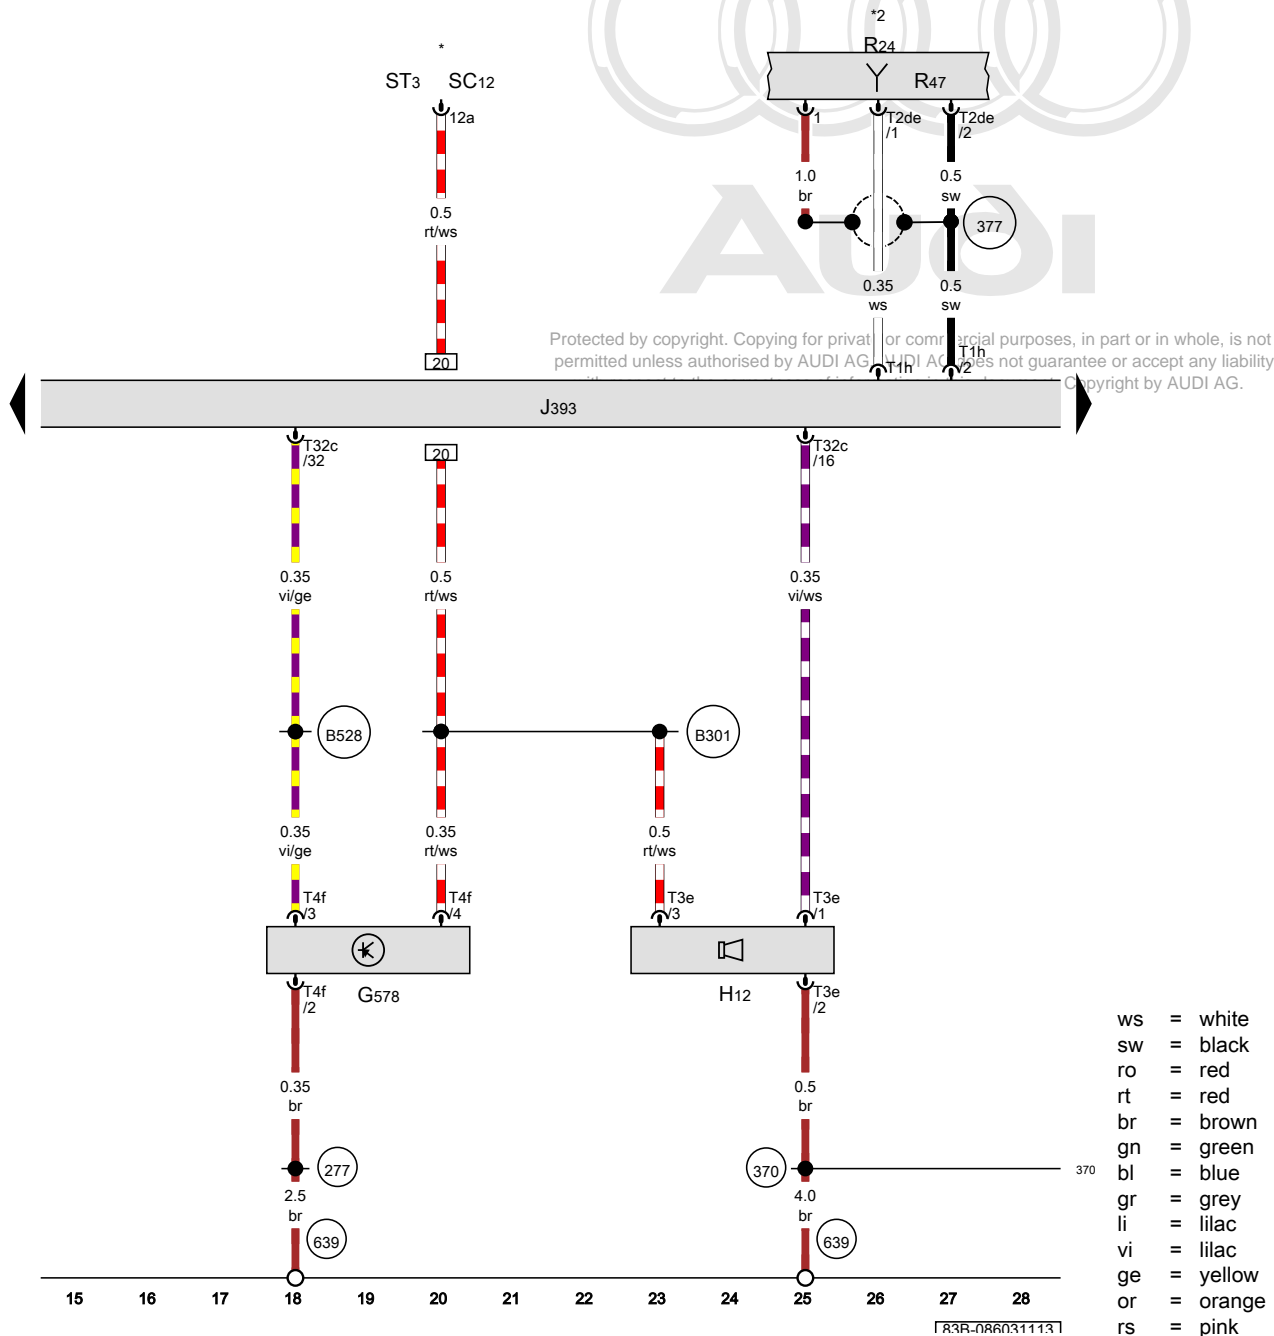 *2
*
R24
ST3 SC12
R47
12a
1
T2de
/1
T2de
/2
1.0
br
0.5
sw
0.5
rt/ws
377
AUDI
0.35
ws
0.5
sw
Protected by copyright. Copying for private or commercial purposes, in part or in whole, is not
permitted unless authorised by AUDI AG. AUDI AG does not guarantee or accept any liability
Copyright by AUDI AG.
T1h
T1h
/2
20
J393
T32c
/32
20
T32c
/16
0.35
vi/ge
0.5
rt/ws
0.35
vi/ws
B528
B301
0.35
vi/ge
0.35
rt/ws
0.5
rt/ws
T4f
/3
T4f
/4
T3e
/3
T3e
/1
T4f
/2
G578
H12
T3e
/2
0.35
br
0.5
br
277
370
370
2.5
br
4.0
br
639
639
15 16 17 18 19 20 21 22 23 24 25 26 27 28
83B-086031113
ws = white
sw = black
ro = red
rt = red
br = brown
gn = green
bl = blue
gr = grey
li = lilac
vi = lilac
ge = yellow
or = orange
rs = pink